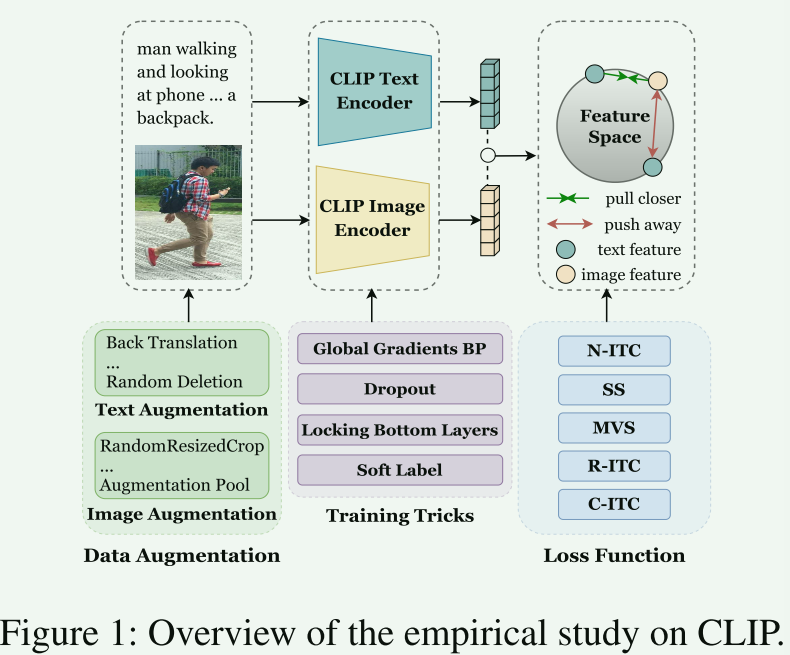 man walking
and looking
at phone ... a
backpack.
CLIP Text
Encoder
CLIP Image
Encoder
Feature
Space
pull closer
push away
text feature
image feature
Back Translation
...
Random Deletion
Text Augmentation
RandomResizedCrop
...
Augmentation Pool
Image Augmentation
Data Augmentation
Global Gradients BP
Dropout
Locking Bottom Layers
Soft Label
Training Tricks
N-ITC
SS
MVS
R-ITC
C-ITC
Loss Function
Figure 1: Overview of the empirical study on CLIP.